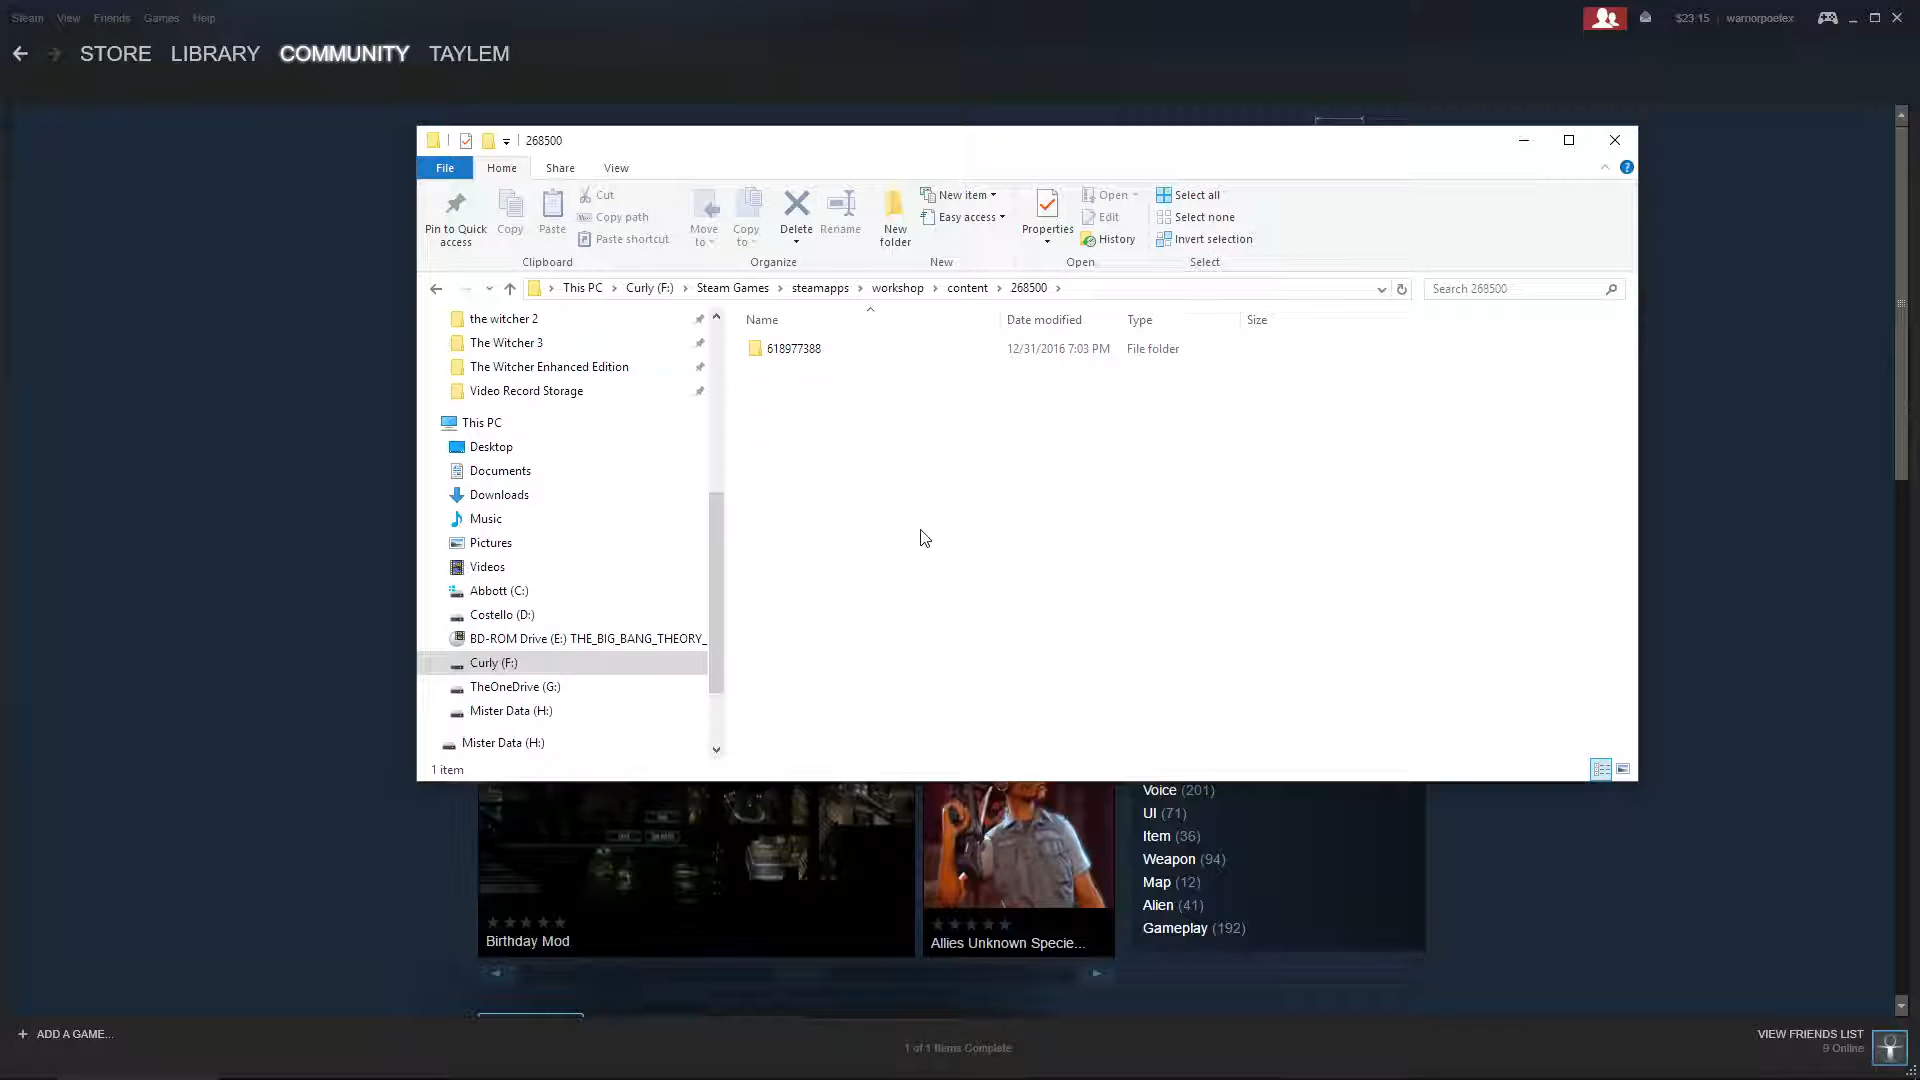 Steam View Friends Games Help
$23.15 warriorpoetex
STORE LIBRARY COMMUNITY TAYLEM
268500
File Home Share View
Pin to Quick access
Copy
Paste
Cut
Copy path
Paste shortcut
Clipboard
Move to
Copy to
Delete
Rename
Organize
New folder
New item
Easy access
New
Properties
Open
Edit
History
Open
Select all
Select none
Invert selection
Select
This PC Curly (F:) Steam Games steamapps workshop content 268500
Search 268500
Name Date modified Type Size
618977388 12/31/2016 7:03 PM File folder
the witcher 2
The Witcher 3
The Witcher Enhanced Edition
Video Record Storage
This PC
Desktop
Documents
Downloads
Music
Pictures
Videos
Abbott (C:)
Costello (D:)
BD-ROM Drive (E:) THE_BIG_BANG_THEORY_
Curly (F:)
TheOneDrive (G:)
Mister Data (H:)
Mister Data (H:)
1 item
Birthday Mod
Allies Unknown Specie...
Voice (201)
UI (71)
Item (36)
Weapon (94)
Map (12)
Alien (41)
Gameplay (192)
+ ADD A GAME...
1 of 1 Items Complete
VIEW FRIENDS LIST
9 Online